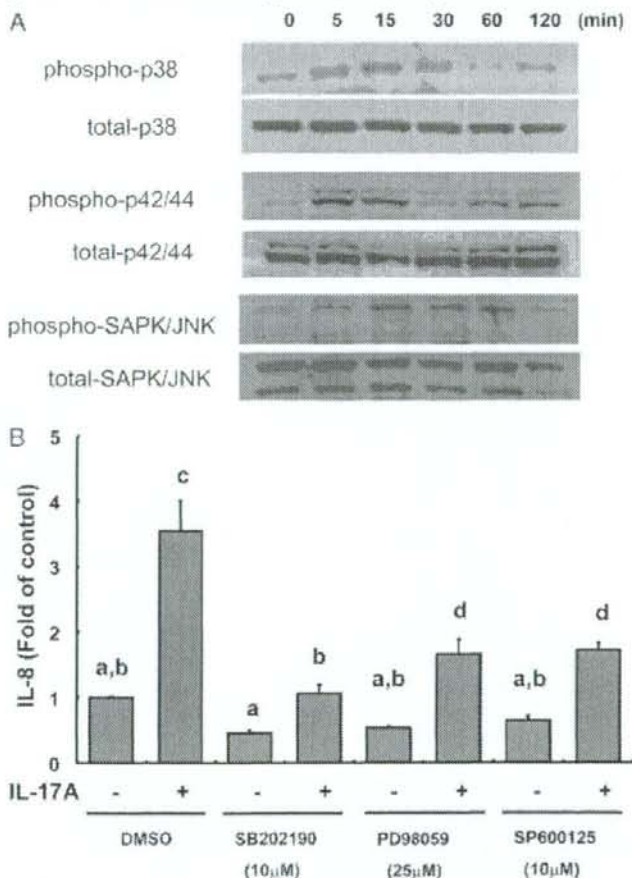 A
0 5 15 30 60 120 (min)
phospho-p38
total-p38
phospho-p42/44
total-p42/44
phospho-SAPK/JNK
total-SAPK/JNK
B
IL-8 (Fold of control)
5
4
3
2
1
0
a,b
c
a
b
a,b
d
a,b
d
IL-17A - + - + - + - +
DMSO SB202190 PD98059 SP600125
(10μM) (25μM) (10μM)